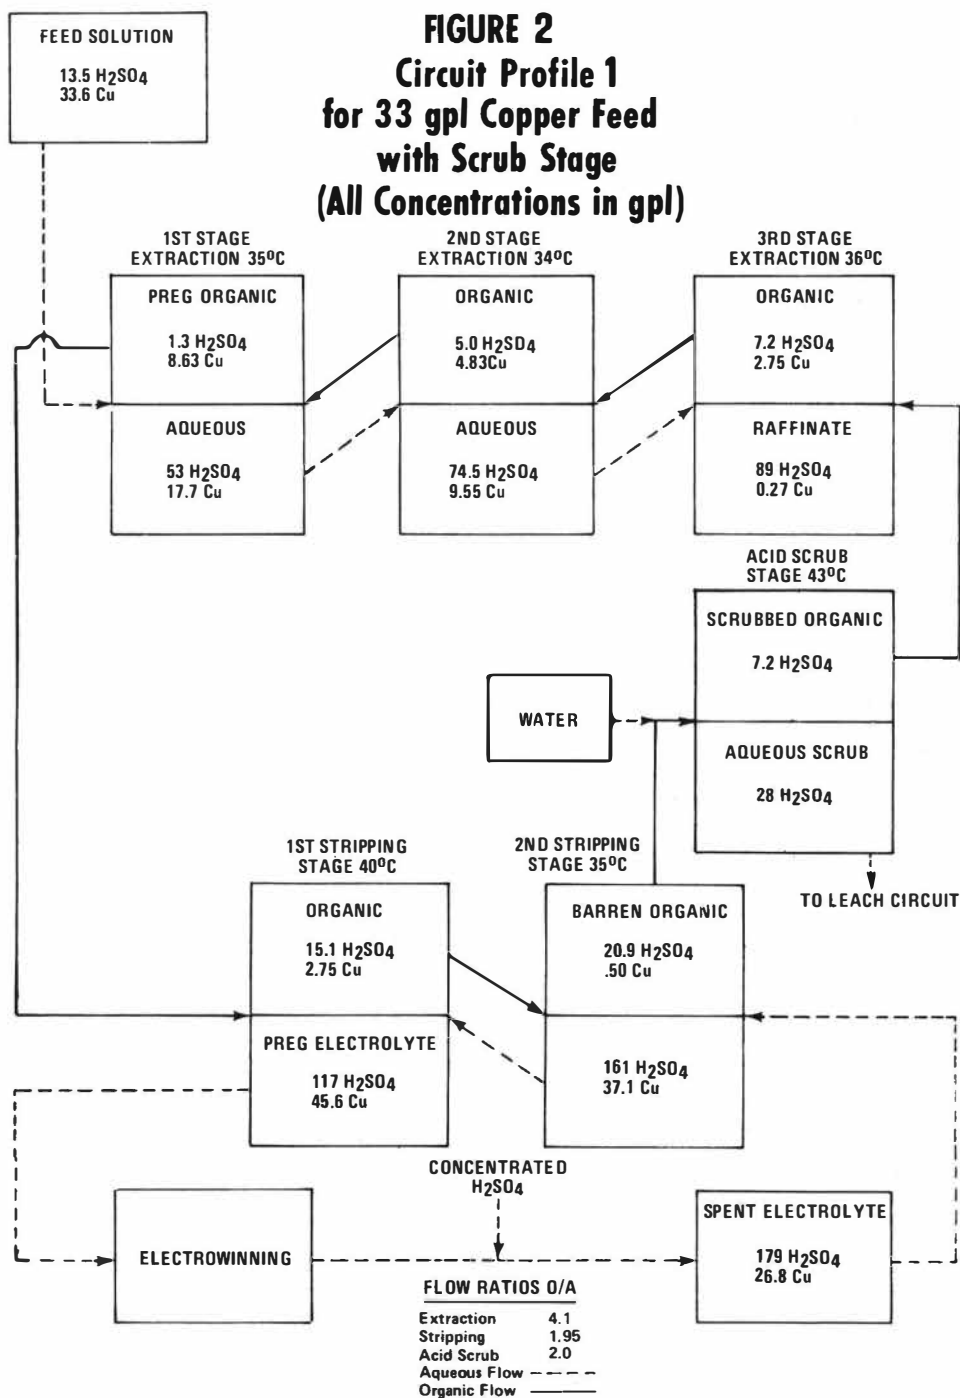 FIGURE 2
Circuit Profile 1
for 33 gpl Copper Feed
with Scrub Stage
(All Concentrations in gpl)
FEED SOLUTION
13.5 H2SO4
33.6 Cu
1ST STAGE
EXTRACTION 35ºC
PREG ORGANIC
1.3 H2SO4
8.63 Cu
AQUEOUS
53 H2SO4
17.7 Cu
2ND STAGE
EXTRACTION 34ºC
ORGANIC
5.0 H2SD4
4.83Cu
AQUEOUS
74.5 H2SO4
9.55 Cu
3RD STAGE
EXTRACTION 36ºC
ORGANIC
7.2 H2SO4
2.75 Cu
RAFFINATE
89 H2SO4
0.27 Cu
ACID SCRUB
STAGE 43ºC
SCRUBBED ORGANIC
7.2 H2SO4
AQUEOUS SCRUB
28 H2SO4
WATER
TO LEACH CIRCUIT
1ST STRIPPING
STAGE 40ºC
ORGANIC
15.1 H2SO4
2.75 Cu
PREG ELECTROLYTE
117 H2SO4
45.6 Cu
2ND STRIPPING
STAGE 35ºC
BARREN ORGANIC
20.9 H2SO4
.50 Cu
161 H2SO4
37.1 Cu
CONCENTRATED
H2SO4
ELECTROWINNING
SPENT ELECTROLYTE
179 H2SO4
26.8 Cu
FLOW RATIOS O/A
Extraction 4.1
Stripping 1.95
Acid Scrub 2.0
Aqueous Flow
Organic Flow